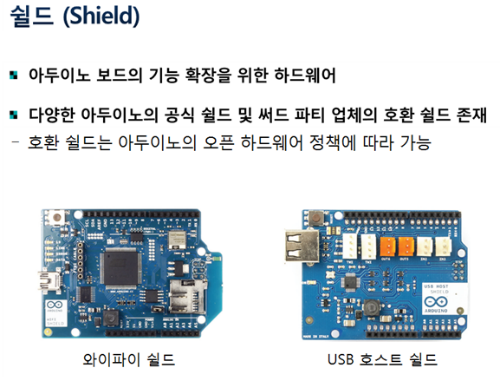 쉴드 (Shield)
아두이노 보드의 기능 확장을 위한 하드웨어
다양한 아두이노의 공식 쉴드 및 써드 파티 업체의 호환 쉴드 존재
– 호환 쉴드는 아두이노의 오픈 하드웨어 정책에 따라 가능
USB HOST
SHIELD
ARDUINO
와이파이 쉴드
USB 호스트 쉴드